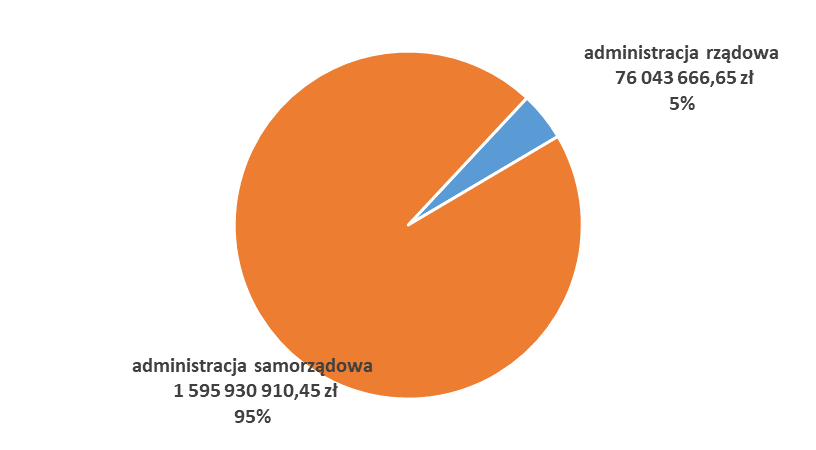 administracja rządowa
76 043 666,65 zł
5%
administracja samorządowa
1 595 930 910,45 zł
95%